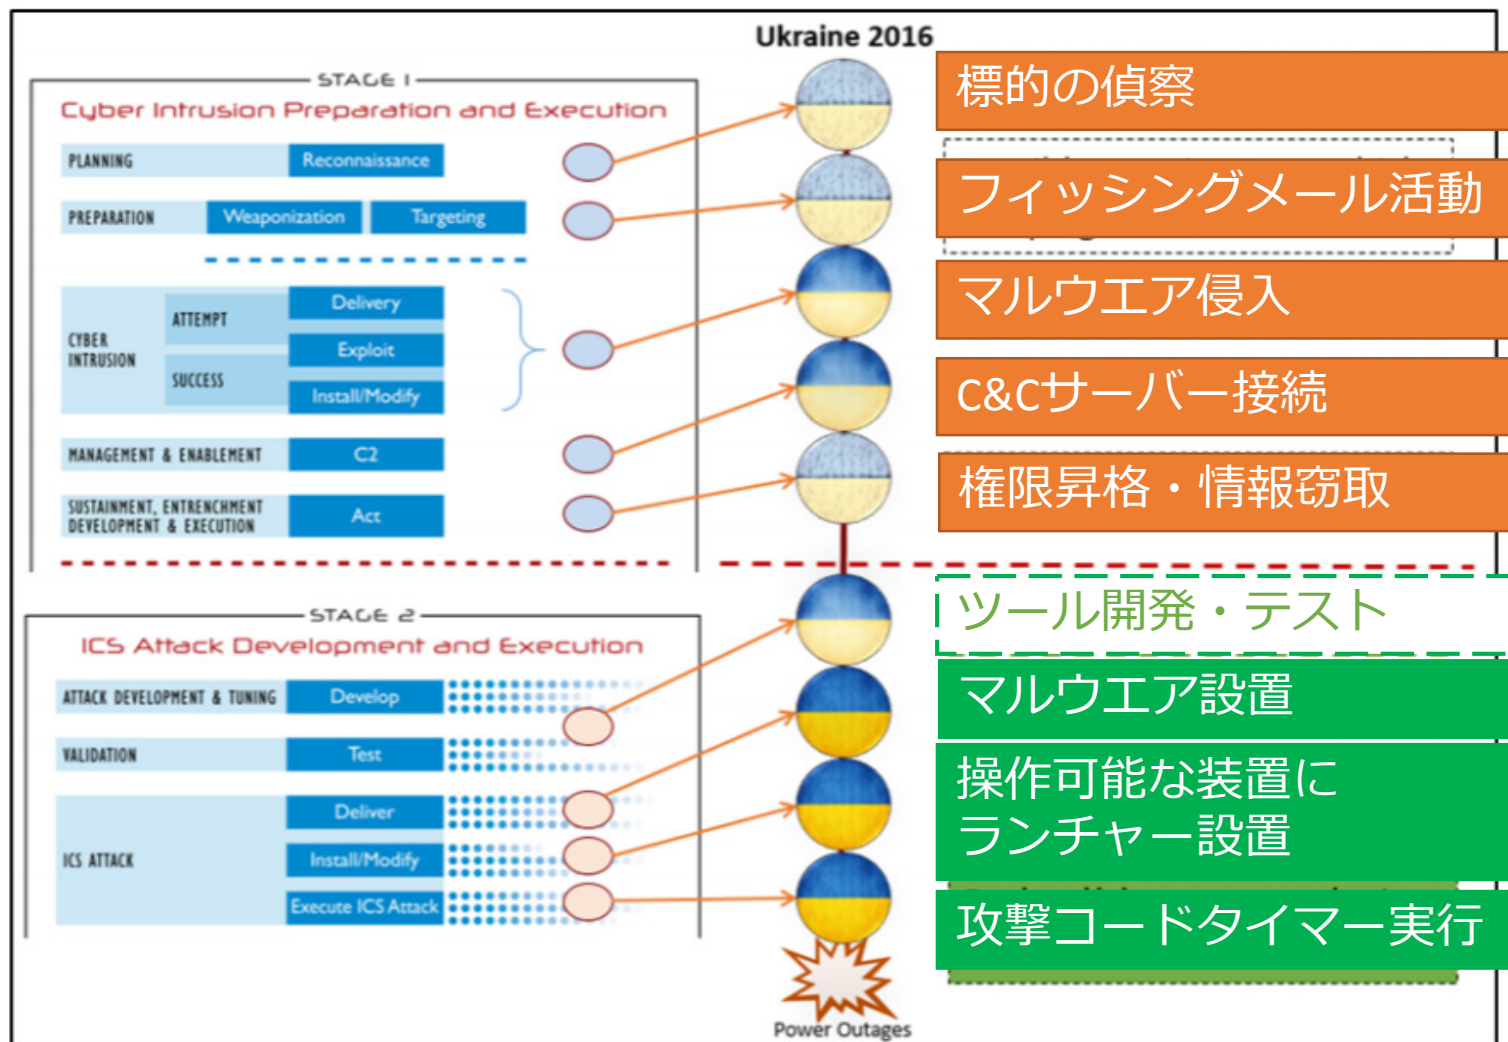 Ukraine 2016
STAGE 1
Cyber Intrusion Preparation and Execution
PLANNING
Reconnaissance
PREPARATION
Weaponization
Targeting
CYBER
INTRUSION
ATTEMPT
SUCCESS
Delivery
Exploit
Install/Modify
MANAGEMENT & ENABLEMENT
C2
SUSTAINMENT, ENTRENCHMENT
DEVELOPMENT & EXECUTION
Act
標的の偵察
フィッシングメール活動
マルウエア侵入
C&Cサーバー接続
権限昇格・情報窃取
STAGE 2
ICS Attack Development and Execution
ATTACK DEVELOPMENT & TUNING
Develop
VALIDATION
Test
ICS ATTACK
Deliver
Install/Modify
Execute ICS Attack
ツール開発・テスト
マルウエア設置
操作可能な装置に
ランチャー設置
攻撃コードタイマー実行
Power Outages